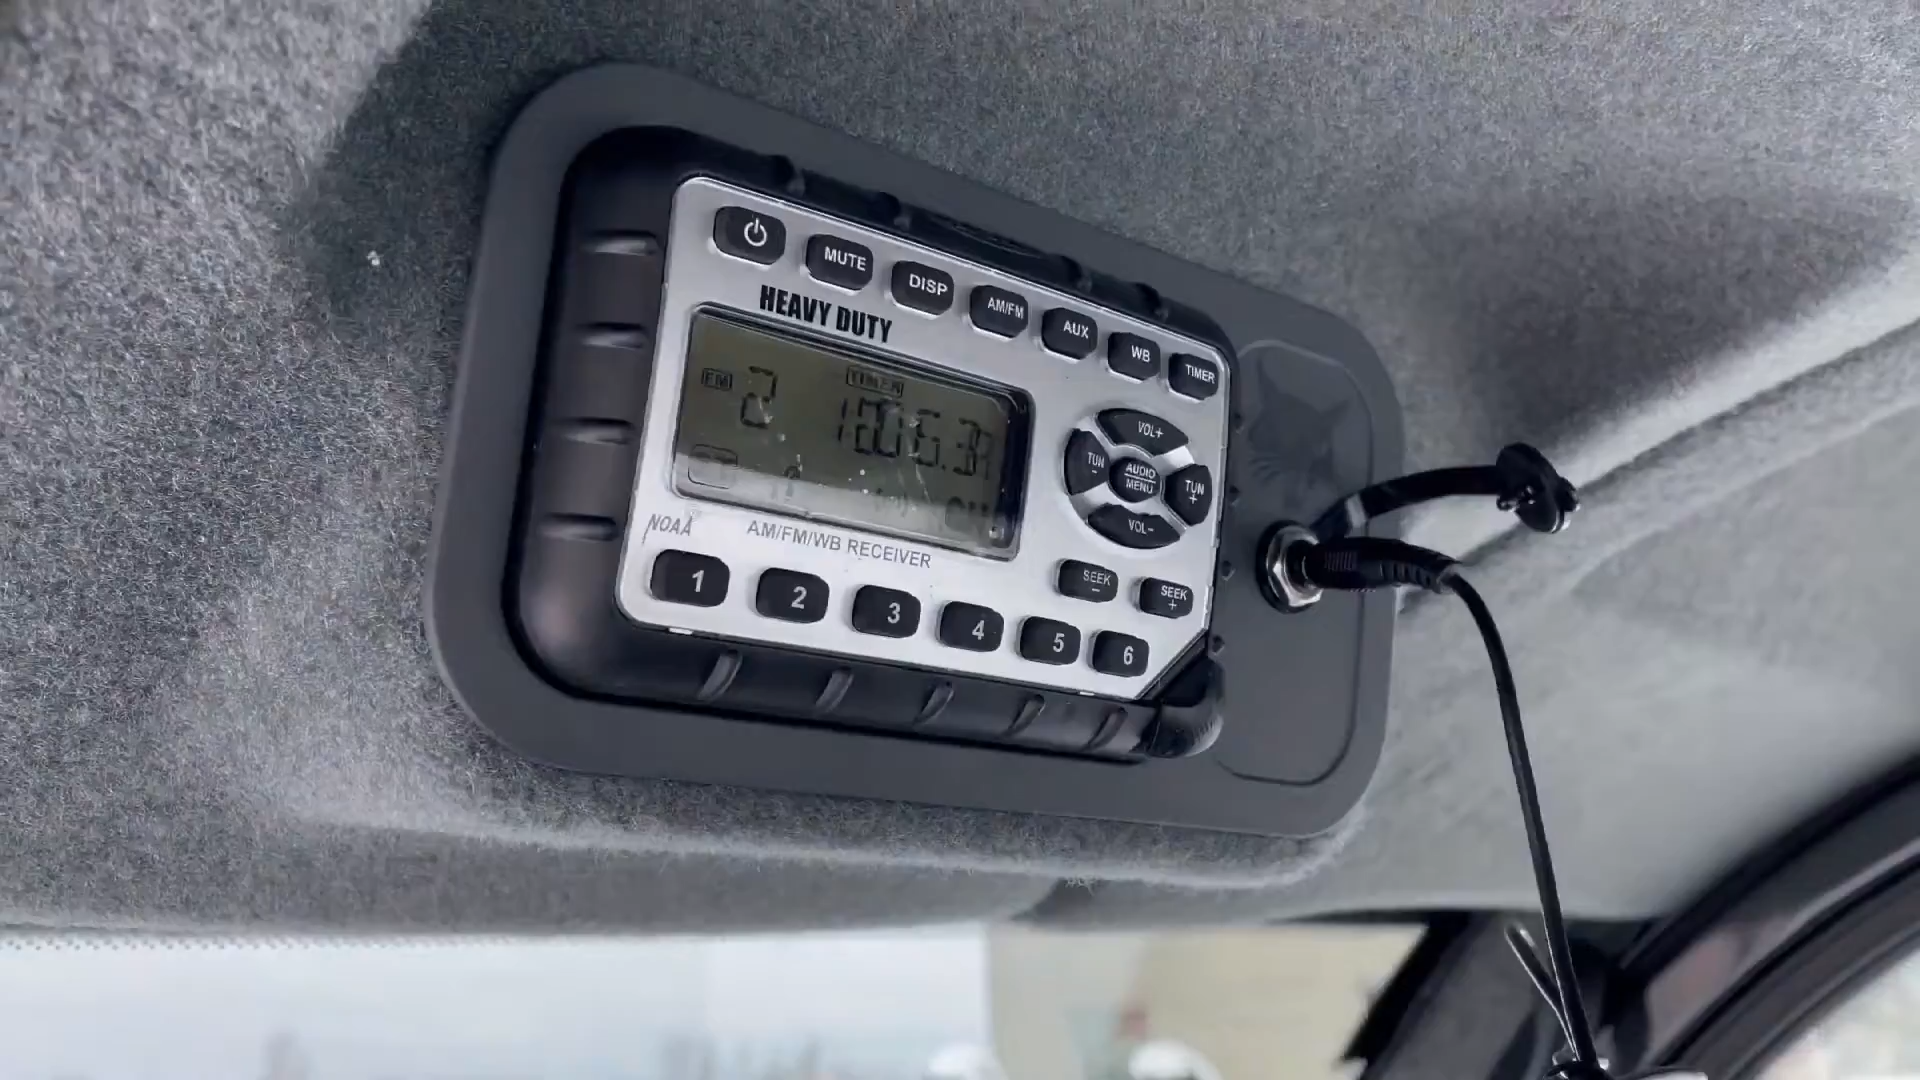 MUTE
DISP
AM/FM
AUX
WB
TIMER
HEAVY DUTY
FM 2
TIMER
VOL+
TUN -
AUDIO
MENU
TUN +
VOL-
NOAA
AM/FM/WB RECEIVER
SEEK -
SEEK +
1 2 3 4 5 6